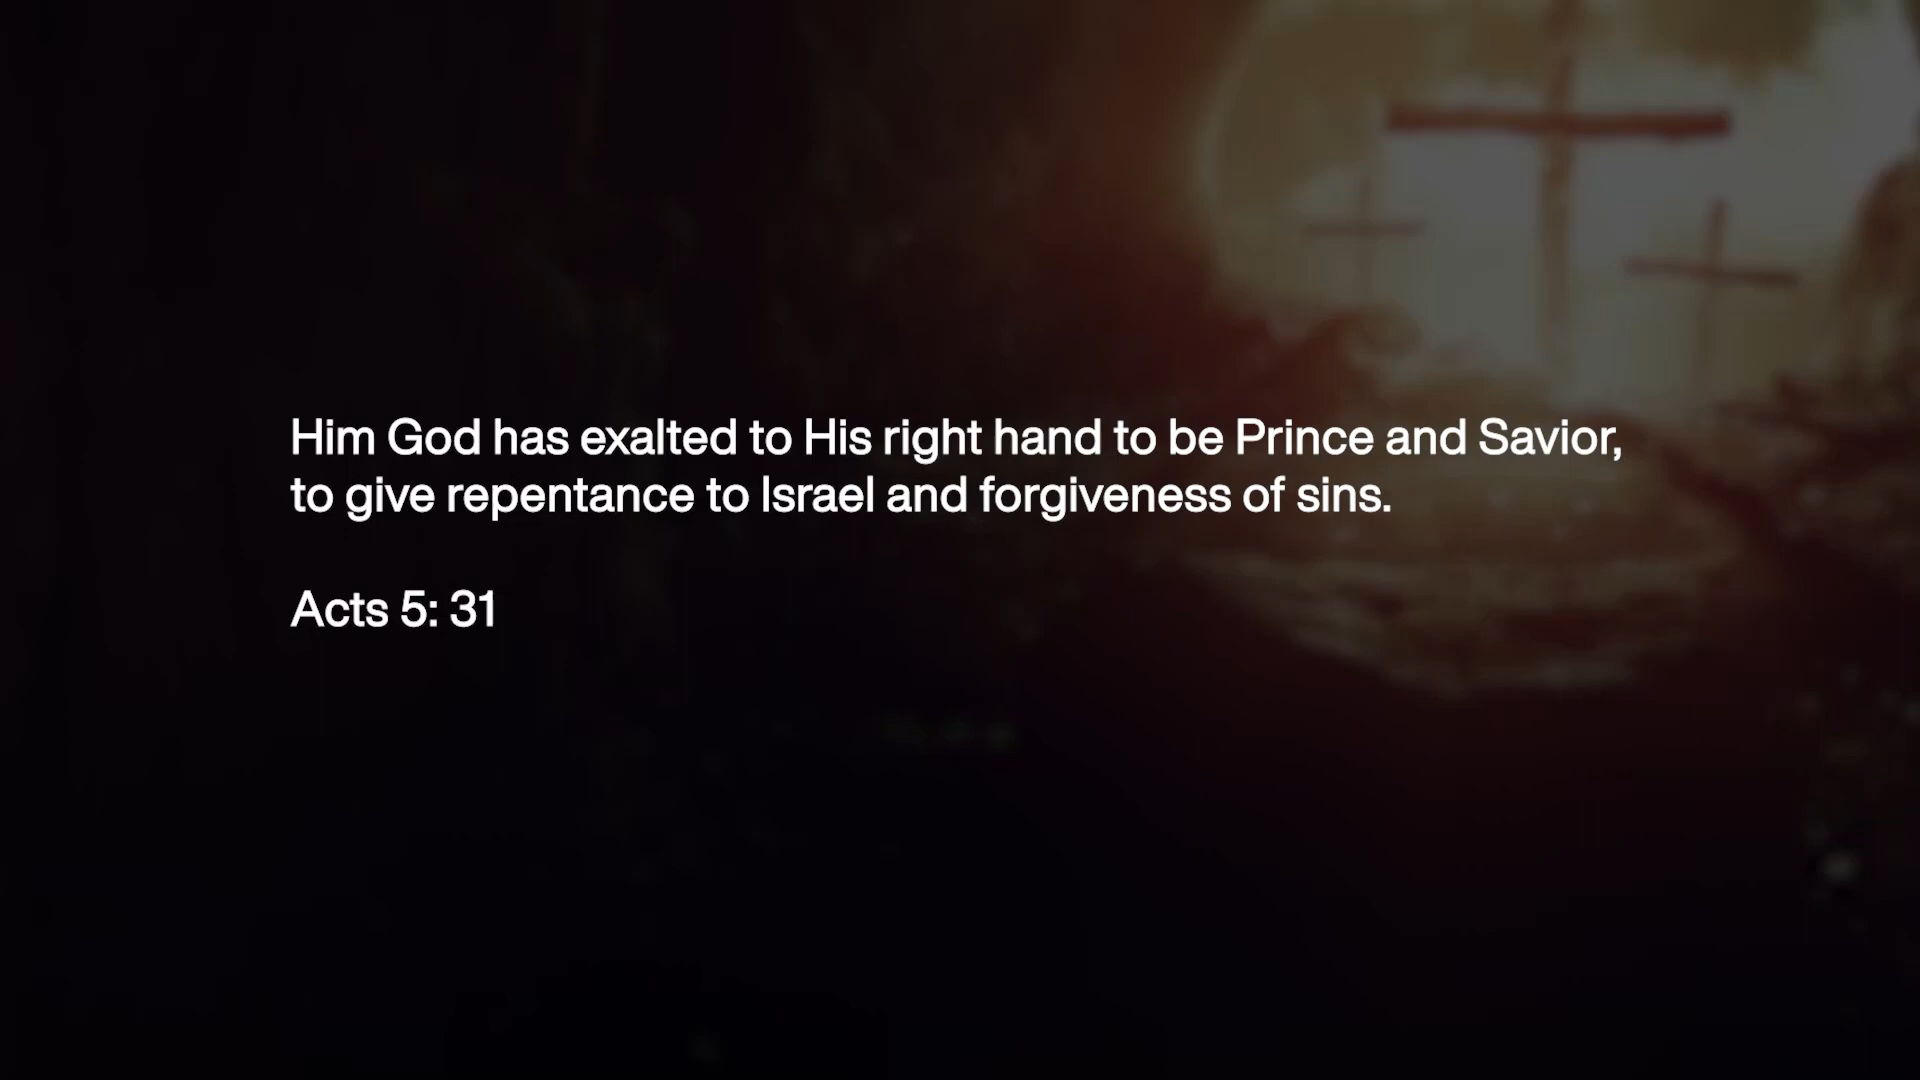 Him God has exalted to His right hand to be Prince and Savior,
to give repentance to Israel and forgiveness of sins.
Acts 5: 31